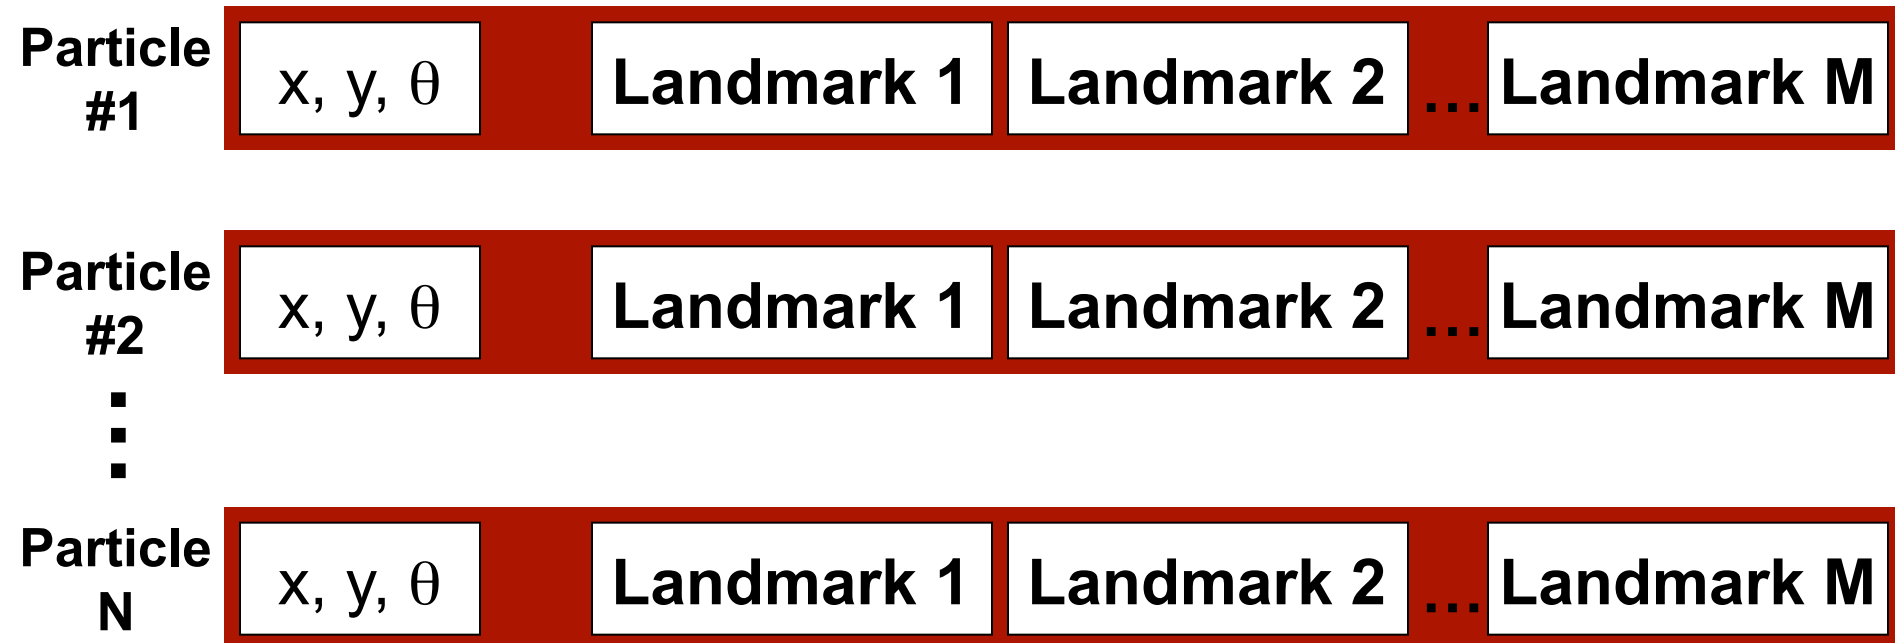 Particle #1 x, y, θ Landmark 1 Landmark 2 ... Landmark M
Particle #2 x, y, θ Landmark 1 Landmark 2 ... Landmark M
⋮
Particle N x, y, θ Landmark 1 Landmark 2 ... Landmark M